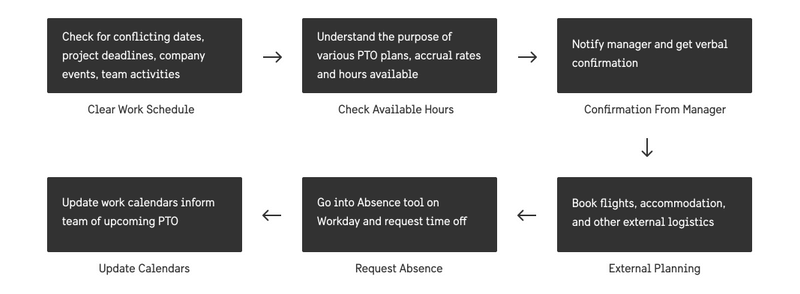 Check for conflicting dates,
project deadlines, company
events, team activities
Clear Work Schedule
Understand the purpose of
various PTO plans, accrual rates
and hours available
Check Available Hours
Notify manager and get verbal
confirmation
Confirmation From Manager
Book flights, accommodation,
and other external logistics
External Planning
Go into Absence tool on
Workday and request time off
Request Absence
Update work calendars inform
team of upcoming PTO
Update Calendars